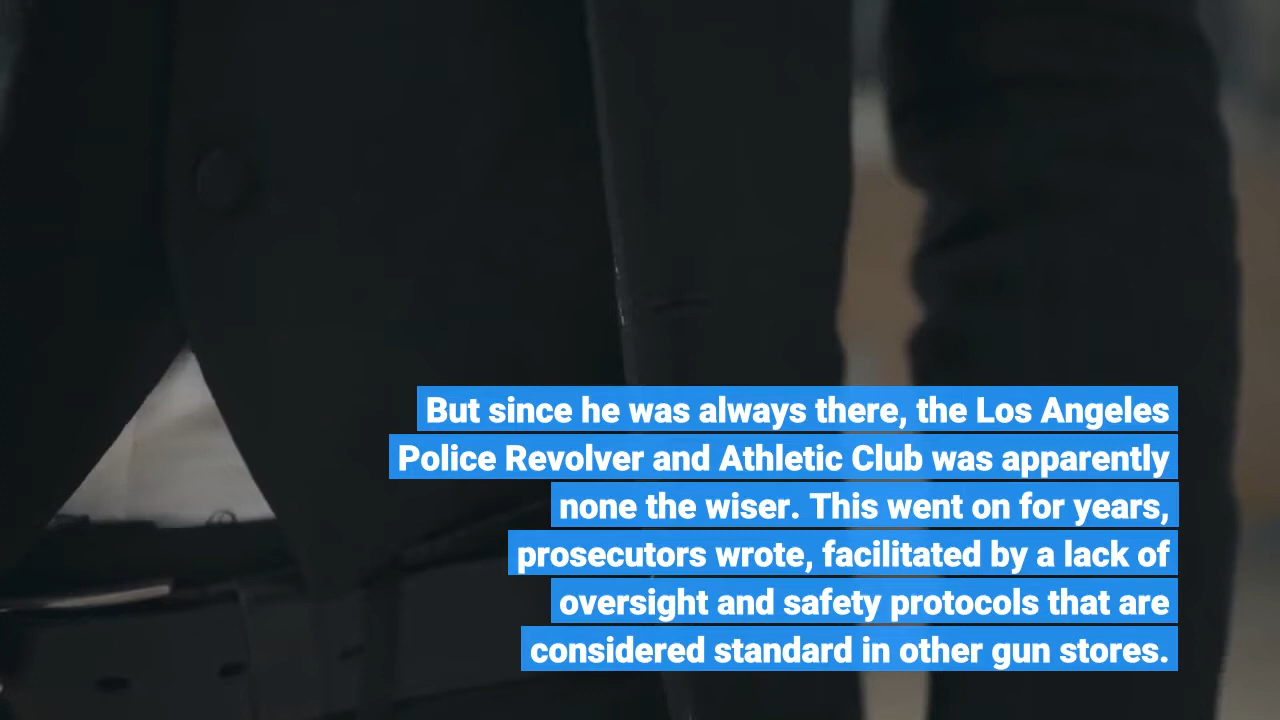 But since he was always there, the Los Angeles
Police Revolver and Athletic Club was apparently
none the wiser. This went on for years,
prosecutors wrote, facilitated by a lack of
oversight and safety protocols that are
considered standard in other gun stores.